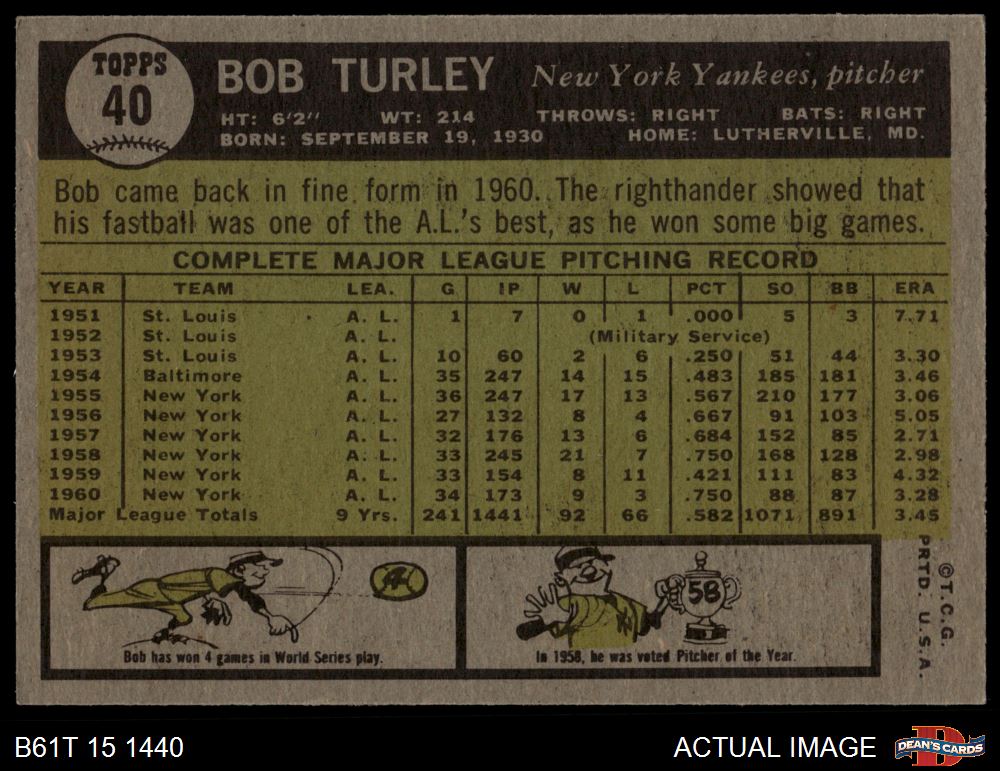 TOPPS
40
BOB TURLEY New York Yankees, pitcher
HT: 6'2" WT: 214 THROWS: RIGHT BATS: RIGHT
BORN: SEPTEMBER 19, 1930 HOME: LUTHERVILLE, MD.
Bob came back in fine form in 1960. The righthander showed that
his fastball was one of the A.L.'s best, as he won some big games.
COMPLETE MAJOR LEAGUE PITCHING RECORD
YEAR TEAM LEA. G IP W L PCT SO BB ERA
1951 St. Louis A. L. 1 7 0 1 .000 5 3 7.71
1952 St. Louis A. L. (Military Service)
1953 St. Louis A. L. 10 60 2 6 .250 51 44 3.30
1954 Baltimore A. L. 35 247 14 15 .483 185 181 3.46
1955 New York A. L. 36 247 17 13 .567 210 177 3.06
1956 New York A. L. 27 132 8 4 .667 91 103 5.05
1957 New York A. L. 32 176 13 6 .684 152 85 2.71
1958 New York A. L. 33 245 21 7 .750 168 128 2.98
1959 New York A. L. 33 154 8 11 .421 111 83 4.32
1960 New York A. L. 34 173 9 3 .750 88 87 3.28
Major League Totals 9 Yrs. 241 1441 92 66 .582 1071 891 3.45
4
Bob has won 4 games in World Series play.
58
In 1958, he was voted Pitcher of the Year.
©T.C.G.
PRTD. U.S.A.
B61T 15 1440
ACTUAL IMAGE
DEAN'S CARDS